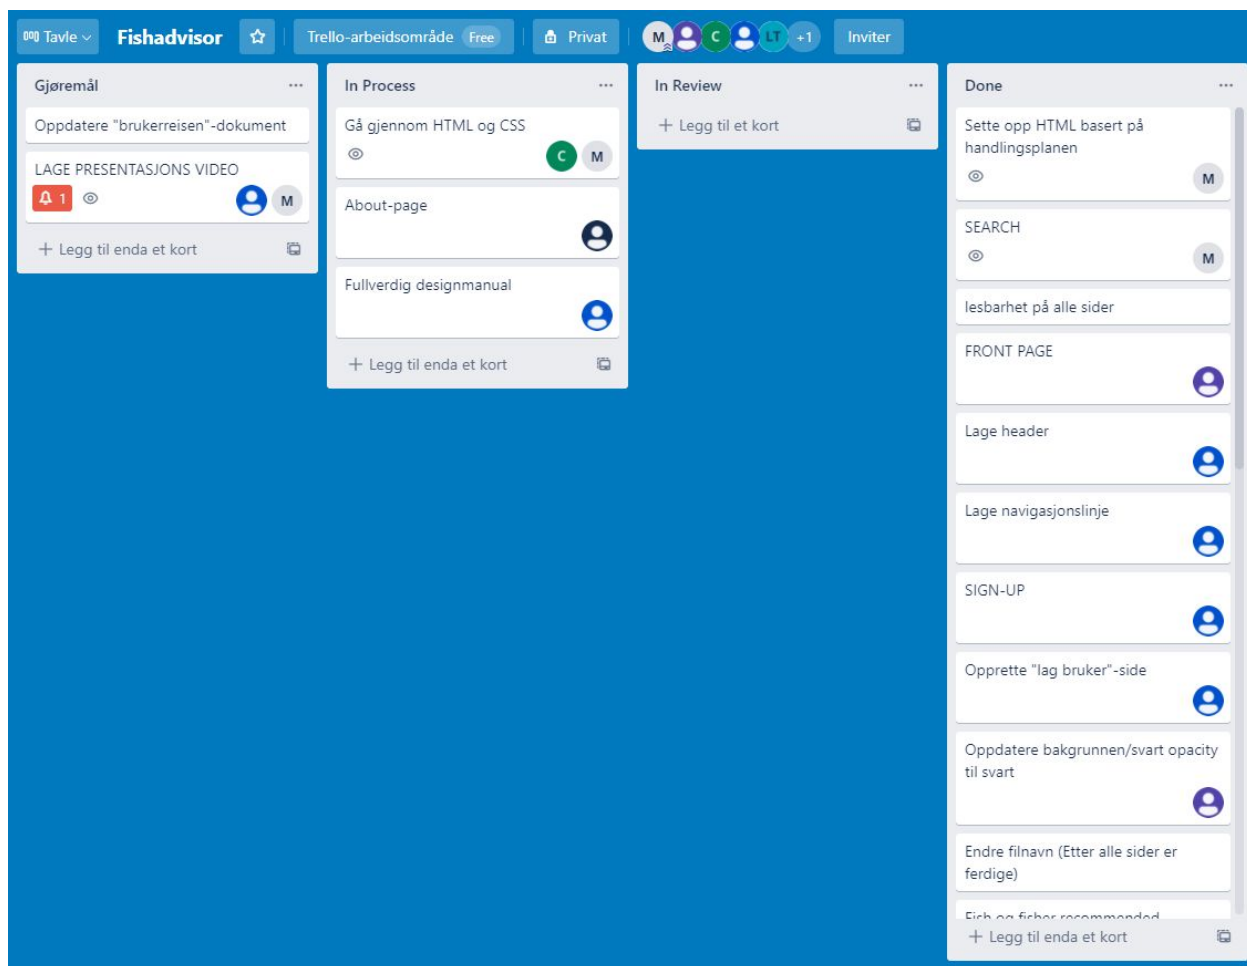 Tavle
Fishadvisor
Trello-arbeidsområde Free
Privat
M C LT +1
Inviter
Gjøremål
Oppdatere "brukerreisen"-dokument
LAGE PRESENTASJONS VIDEO
1
M
+ Legg til enda et kort
In Process
Gå gjennom HTML og CSS
C M
About-page
Fullverdig designmanual
+ Legg til enda et kort
In Review
+ Legg til et kort
Done
Sette opp HTML basert på
handlingsplanen
M
SEARCH
M
lesbarhet på alle sider
FRONT PAGE
Lage header
Lage navigasjonslinje
SIGN-UP
Opprette "lag bruker"-side
Oppdatere bakgrunnen/svart opacity
til svart
Endre filnavn (Etter alle sider er
ferdige)
Fish og fisher recommended
+ Legg til enda et kort